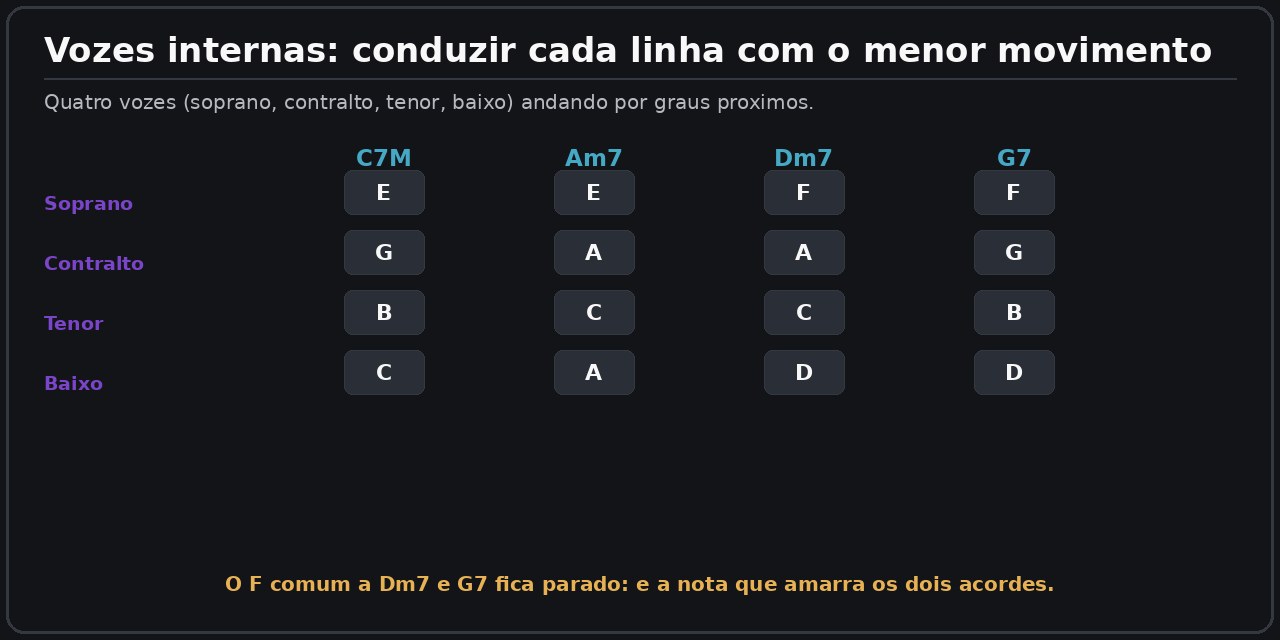 Vozes internas: conduzir cada linha com o menor movimento
Quatro vozes (soprano, contralto, tenor, baixo) andando por graus proximos.
C7M Am7 Dm7 G7
Soprano E E F F
Contralto G A A G
Tenor B C C B
Baixo C A D D
O F comum a Dm7 e G7 fica parado: e a nota que amarra os dois acordes.